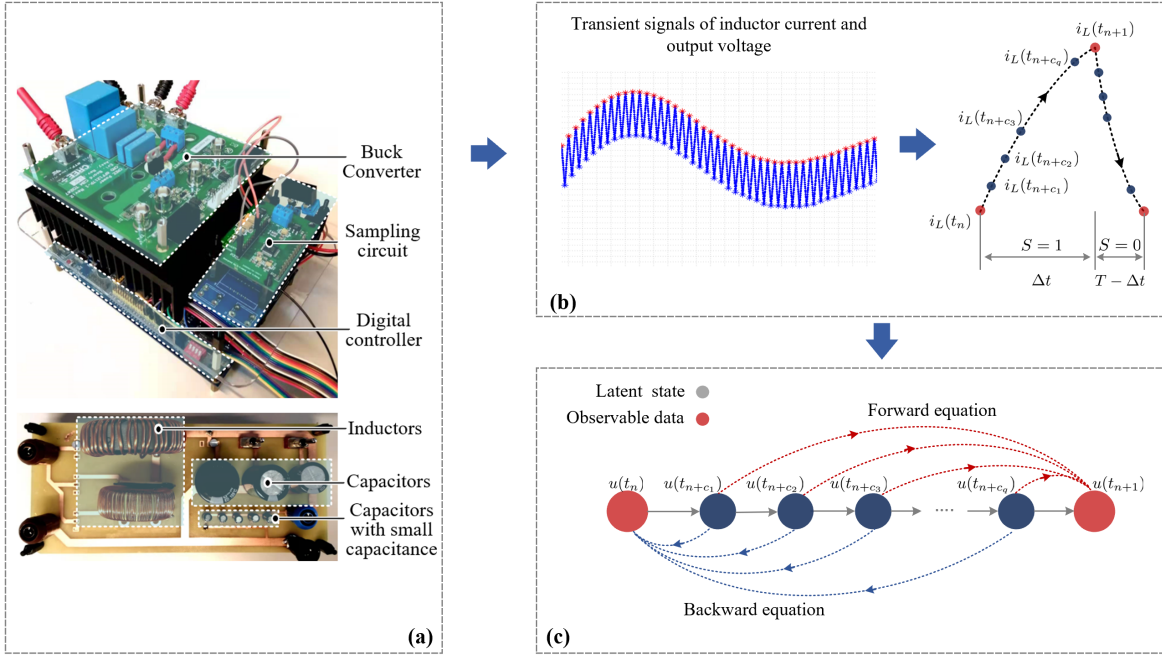 Buck
Converter
Sampling
circuit
Digital
controller
Inductors
Capacitors
Capacitors
with small
capacitance
(a)
Transient signals of inductor current and
output voltage
i_L(t_{n+1})
i_L(t_{n+c_q})
i_L(t_{n+c_3})
i_L(t_{n+c_2})
i_L(t_{n+c_1})
i_L(t_n)
S = 1
S = 0
Δt
T − Δt
(b)
Latent state
Observable data
Forward equation
u(t_n)
u(t_{n+c_1})
u(t_{n+c_2})
u(t_{n+c_3})
u(t_{n+c_q})
u(t_{n+1})
....
Backward equation
(c)